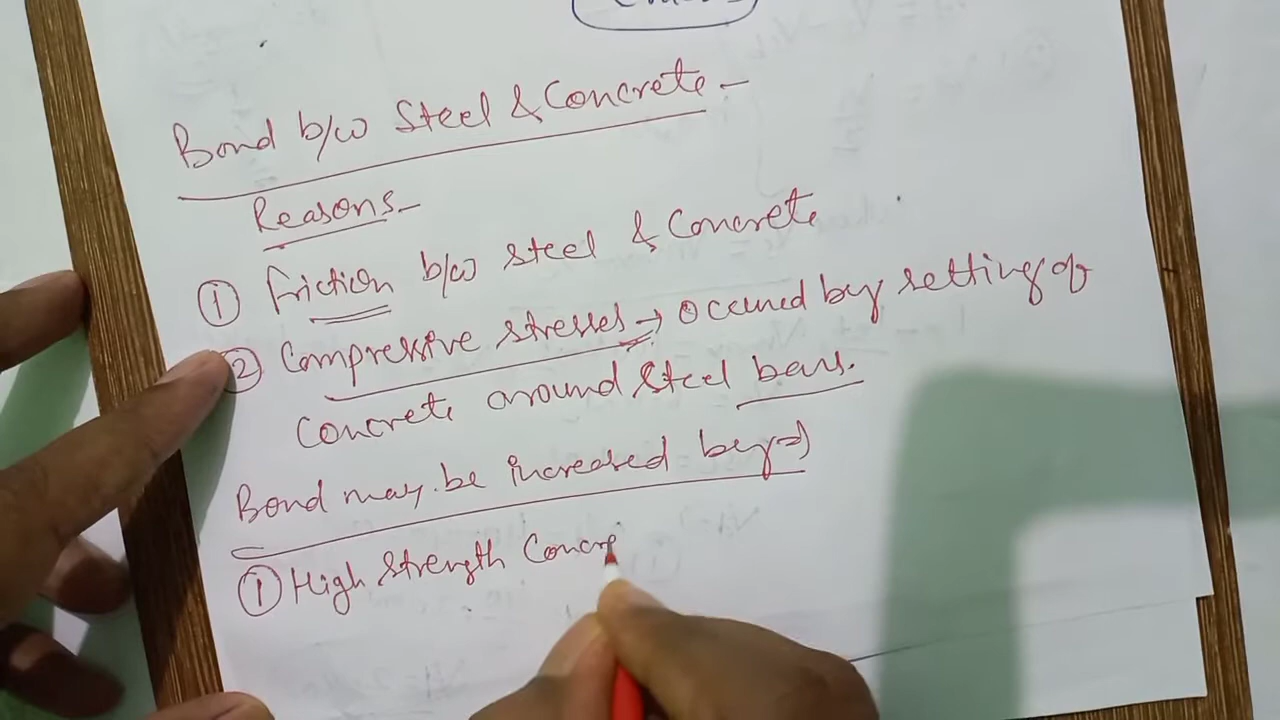 Bond b/w Steel & Concrete -
Reasons -
① Friction b/w steel & Concrete
② Compressive stresses → Occured by setting of
Concrete around steel bars.
Bond may be increased by →
① High Strength Concre